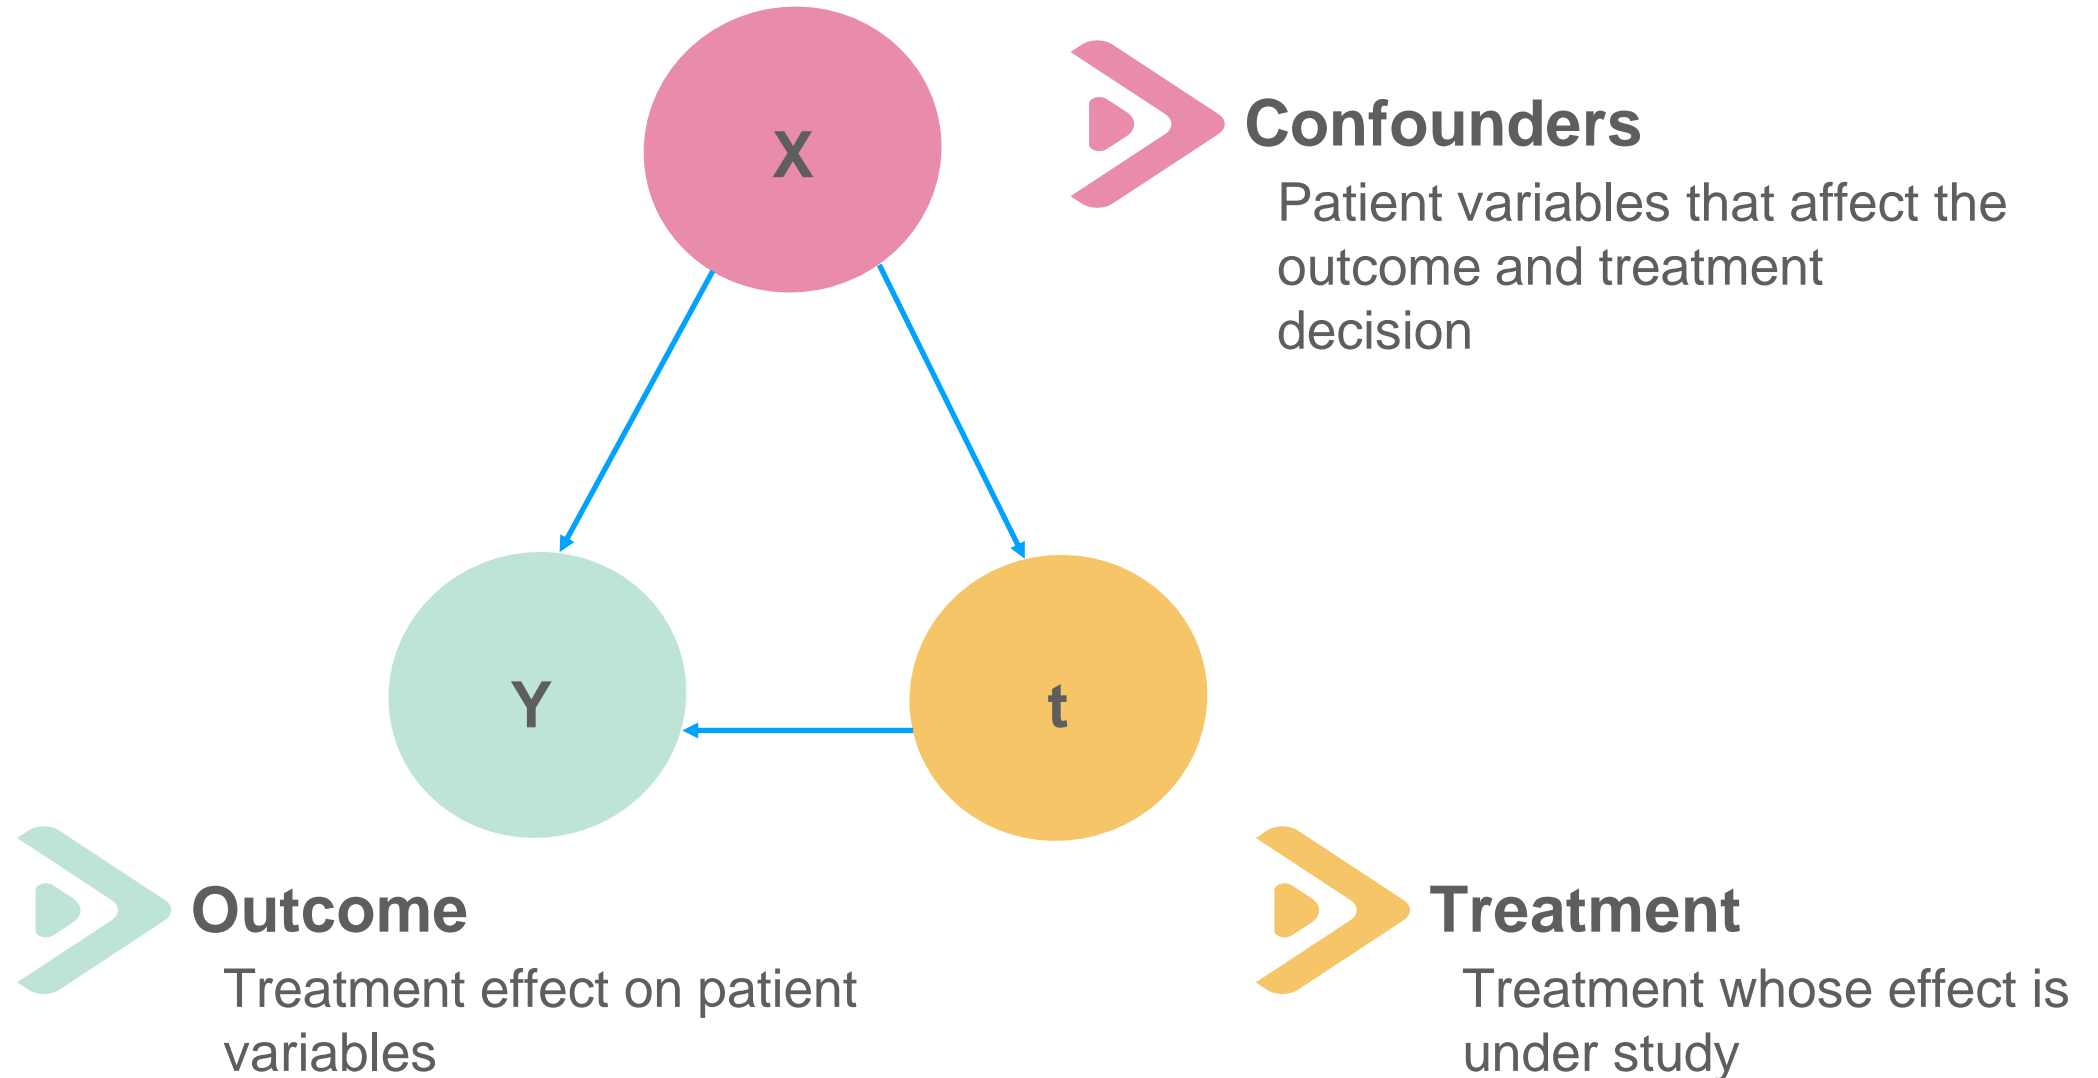 X
Confounders
Patient variables that affect the
outcome and treatment
decision
Y
t
Outcome
Treatment effect on patient
variables
Treatment
Treatment whose effect is
under study